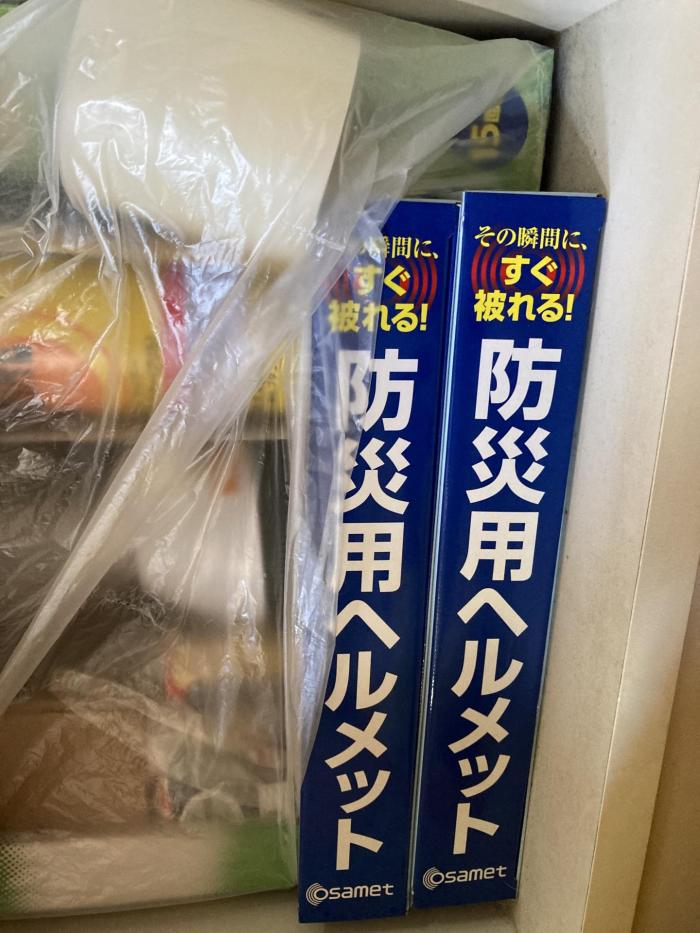 その瞬間に、
すぐ
被れる!
防災用ヘルメット
Osamet
瞬間に、
すぐ
被れる!
防災用ヘルメット
Osamet